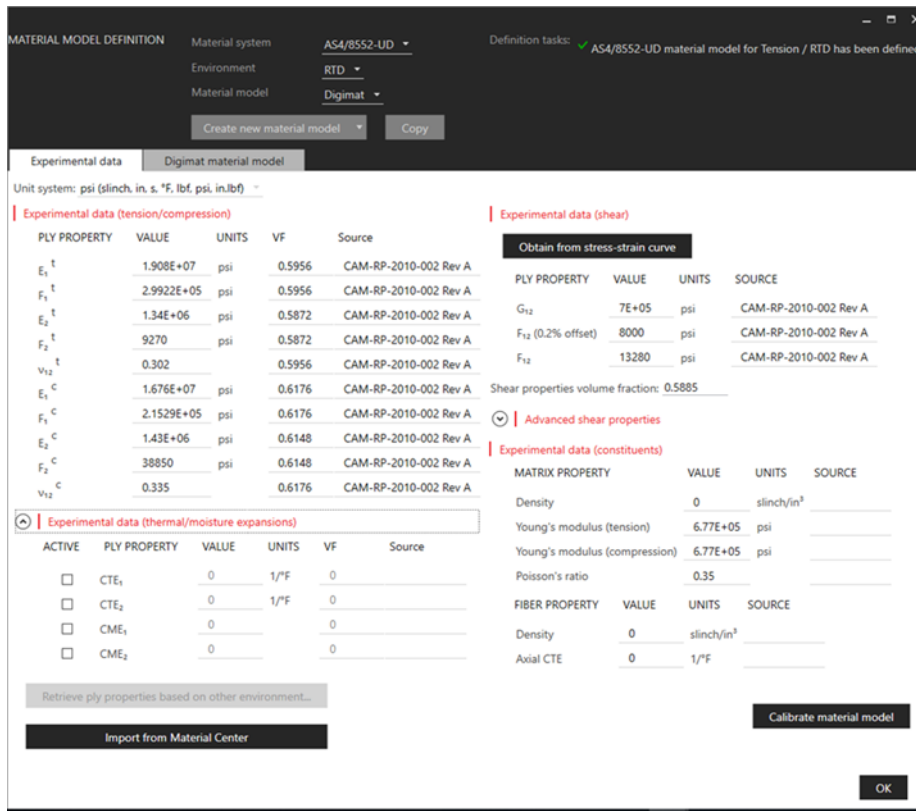 MATERIAL MODEL DEFINITION
Material system AS4/8552-UD
Environment RTD
Material model Digimat
Create new material model Copy
Definition tasks: ✓ AS4/8552-UD material model for Tension / RTD has been define
Experimental data Digimat material model
Unit system: psi (slinch, in, s, °F, lbf, psi, in.lbf)
Experimental data (tension/compression)
PLY PROPERTY VALUE UNITS VF Source
E₁ᵗ 1.908E+07 psi 0.5956 CAM-RP-2010-002 Rev A
F₁ᵗ 2.9922E+05 psi 0.5956 CAM-RP-2010-002 Rev A
E₂ᵗ 1.34E+06 psi 0.5872 CAM-RP-2010-002 Rev A
F₂ᵗ 9270 psi 0.5872 CAM-RP-2010-002 Rev A
ν₁₂ᵗ 0.302 0.5956 CAM-RP-2010-002 Rev A
E₁ᶜ 1.676E+07 psi 0.6176 CAM-RP-2010-002 Rev A
F₁ᶜ 2.1529E+05 psi 0.6176 CAM-RP-2010-002 Rev A
E₂ᶜ 1.43E+06 psi 0.6148 CAM-RP-2010-002 Rev A
F₂ᶜ 38850 psi 0.6148 CAM-RP-2010-002 Rev A
ν₁₂ᶜ 0.335 0.6176 CAM-RP-2010-002 Rev A
Experimental data (thermal/moisture expansions)
ACTIVE PLY PROPERTY VALUE UNITS VF Source
CTE₁ 0 1/°F 0
CTE₂ 0 1/°F 0
CME₁ 0 0
CME₂ 0 0
Retrieve ply properties based on other environment...
Import from Material Center
Experimental data (shear)
Obtain from stress-strain curve
PLY PROPERTY VALUE UNITS SOURCE
G₁₂ 7E+05 psi CAM-RP-2010-002 Rev A
F₁₂ (0.2% offset) 8000 psi CAM-RP-2010-002 Rev A
F₁₂ 13280 psi CAM-RP-2010-002 Rev A
Shear properties volume fraction: 0.5885
Advanced shear properties
Experimental data (constituents)
MATRIX PROPERTY VALUE UNITS SOURCE
Density 0 slinch/in³
Young's modulus (tension) 6.77E+05 psi
Young's modulus (compression) 6.77E+05 psi
Poisson's ratio 0.35
FIBER PROPERTY VALUE UNITS SOURCE
Density 0 slinch/in³
Axial CTE 0 1/°F
Calibrate material model
OK